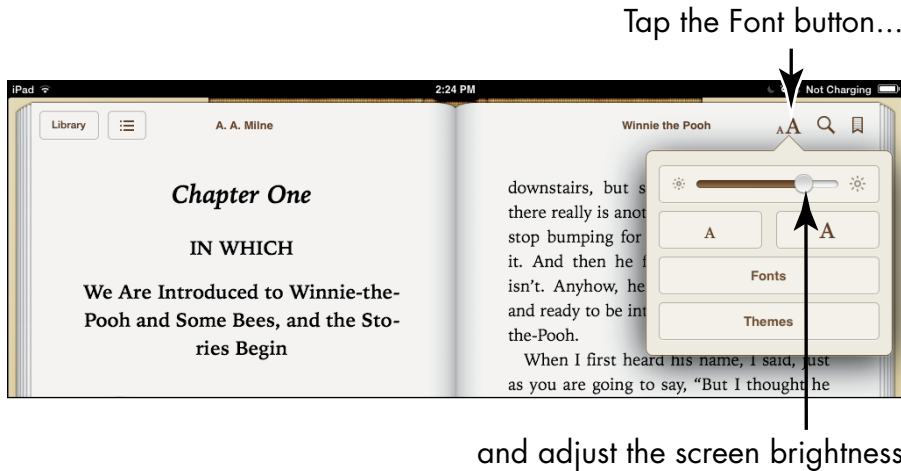 Tap the Font button...
iPad 2:24 PM Not Charging
Library A. A. Milne Winnie the Pooh AA
Chapter One
IN WHICH
We Are Introduced to Winnie-the-
Pooh and Some Bees, and the Sto-
ries Begin
downstairs, but s
there really is anot
stop bumping for
it. And then he f
isn’t. Anyhow, he
and ready to be int
the-Pooh.
When I first heard his name, I said, just
as you are going to say, “But I thought he
A A
Fonts
Themes
and adjust the screen brightness